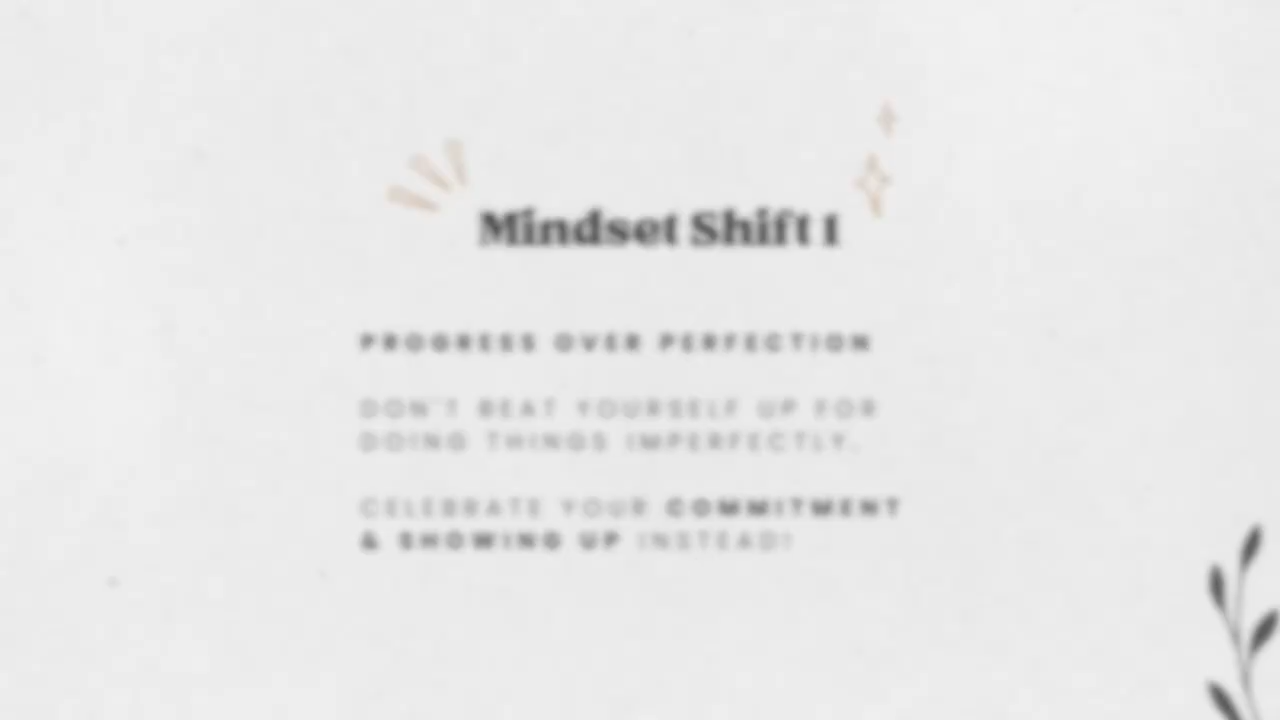 Mindset Shift 1
PROGRESS OVER PERFECTION
DON'T BEAT YOURSELF UP FOR
DOING THINGS IMPERFECTLY.
CELEBRATE YOUR COMMITMENT
& SHOWING UP INSTEAD!